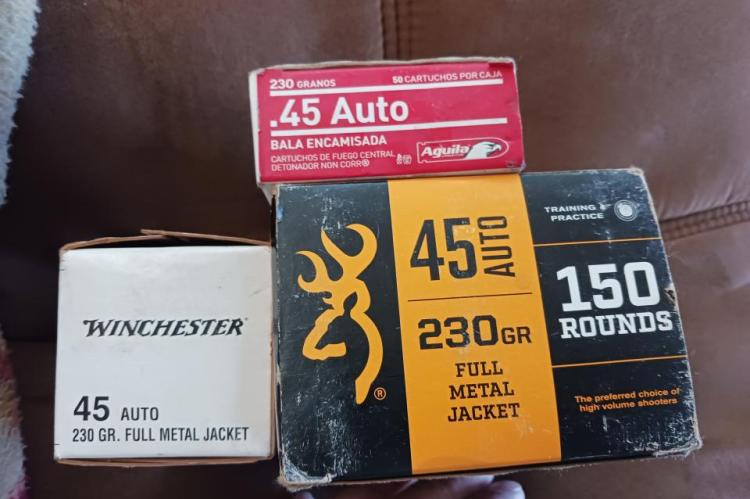 230 GRANOS
50 CARTUCHOS POR CAJA
.45 Auto
BALA ENCAMISADA
CARTUCHOS DE FUEGO CENTRAL
DETONADOR NON CORR®
Aguila
WINCHESTER
45 AUTO
230 GR. FULL METAL JACKET
45 AUTO
230GR
FULL
METAL
JACKET
®
TRAINING &
PRACTICE
150
ROUNDS
The preferred choice of
high volume shooters